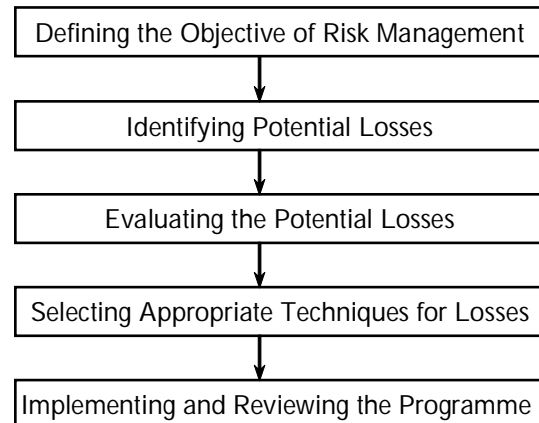 Defining the Objective of Risk Management
Identifying Potential Losses
Evaluating the Potential Losses
Selecting Appropriate Techniques for Losses
Implementing and Reviewing the Programme